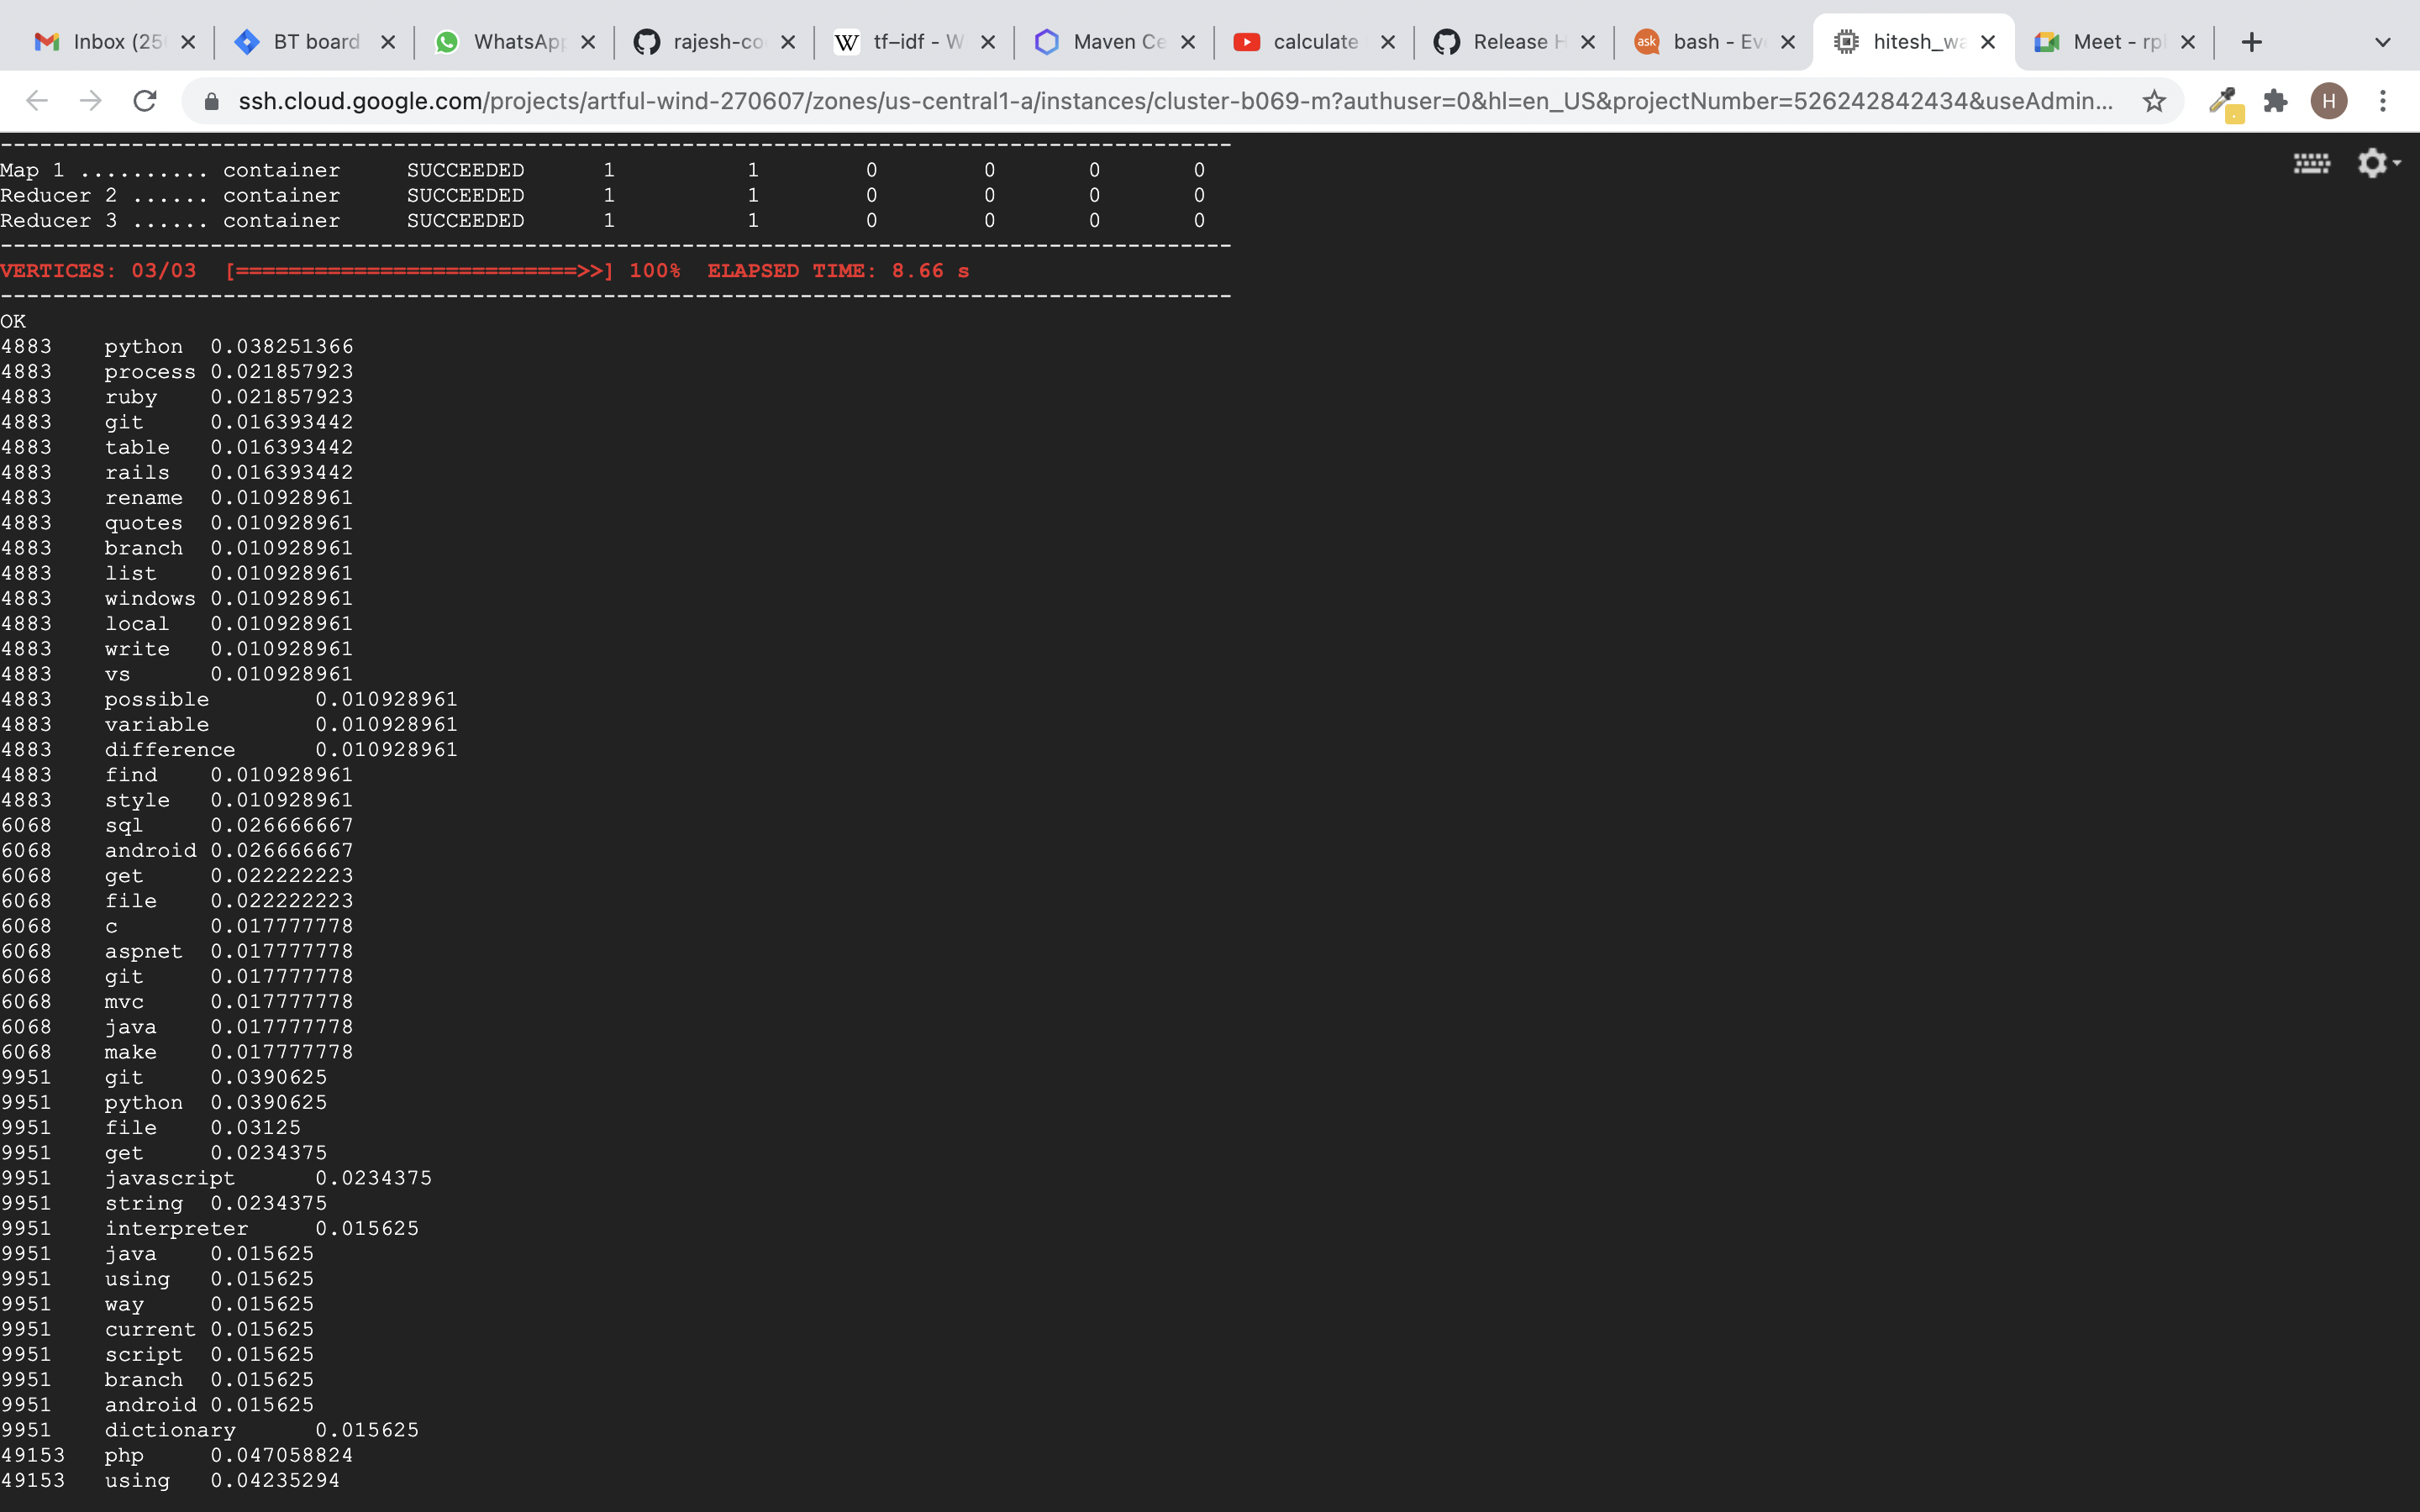 Inbox (25
BT board
WhatsApp
rajesh-co
tf–idf - W
Maven Ce
calculate
Release H
ask bash - Eve
hitesh_wa
Meet - rpl
ssh.cloud.google.com/projects/artful-wind-270607/zones/us-central1-a/instances/cluster-b069-m?authuser=0&hl=en_US&projectNumber=526242842434&useAdmin...
H
----------------------------------------------------------------------------------------------
Map 1 .......... container SUCCEEDED 1 1 0 0 0 0
Reducer 2 ...... container SUCCEEDED 1 1 0 0 0 0
Reducer 3 ...... container SUCCEEDED 1 1 0 0 0 0
----------------------------------------------------------------------------------------------
VERTICES: 03/03 [==========================>>] 100% ELAPSED TIME: 8.66 s
----------------------------------------------------------------------------------------------
OK
4883 python 0.038251366
4883 process 0.021857923
4883 ruby 0.021857923
4883 git 0.016393442
4883 table 0.016393442
4883 rails 0.016393442
4883 rename 0.010928961
4883 quotes 0.010928961
4883 branch 0.010928961
4883 list 0.010928961
4883 windows 0.010928961
4883 local 0.010928961
4883 write 0.010928961
4883 vs 0.010928961
4883 possible 0.010928961
4883 variable 0.010928961
4883 difference 0.010928961
4883 find 0.010928961
4883 style 0.010928961
6068 sql 0.026666667
6068 android 0.026666667
6068 get 0.022222223
6068 file 0.022222223
6068 c 0.017777778
6068 aspnet 0.017777778
6068 git 0.017777778
6068 mvc 0.017777778
6068 java 0.017777778
6068 make 0.017777778
9951 git 0.0390625
9951 python 0.0390625
9951 file 0.03125
9951 get 0.0234375
9951 javascript 0.0234375
9951 string 0.0234375
9951 interpreter 0.015625
9951 java 0.015625
9951 using 0.015625
9951 way 0.015625
9951 current 0.015625
9951 script 0.015625
9951 branch 0.015625
9951 android 0.015625
9951 dictionary 0.015625
49153 php 0.047058824
49153 using 0.04235294